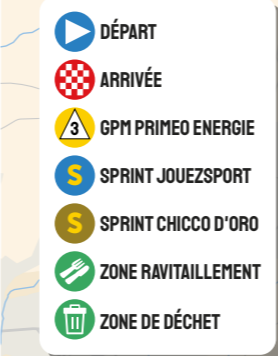 DÉPART
ARRIVÉE
3 GPM PRIMEO ENERGIE
S SPRINT JOUEZSPORT
S SPRINT CHICCO D'ORO
ZONE RAVITAILLEMENT
ZONE DE DÉCHET